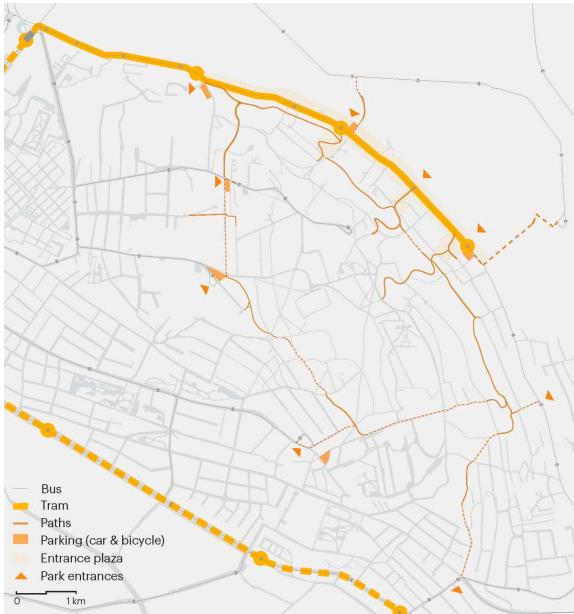 Bus
Tram
Paths
Parking (car & bicycle)
Entrance plaza
Park entrances
0 1 km